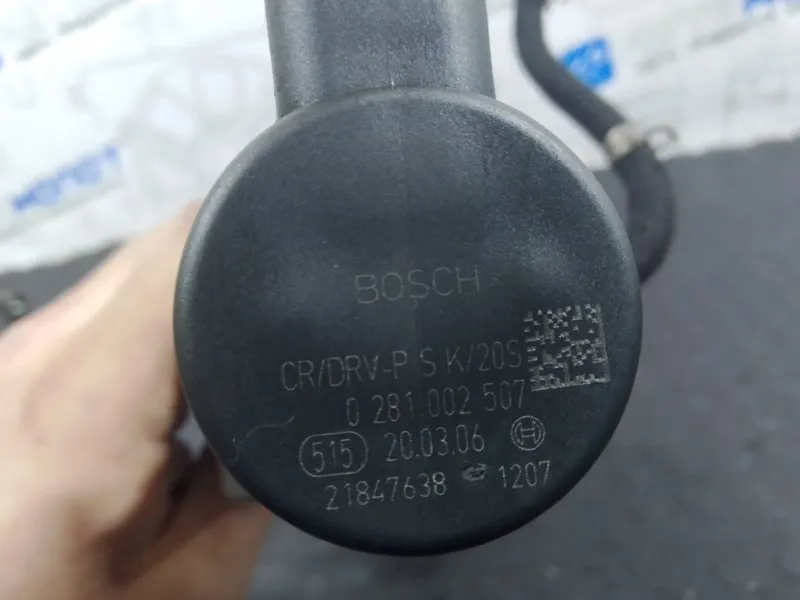 BOSCH
CR/DRV-P S K/20S
0 281 002 507
515 20.03.06
21847638 1207